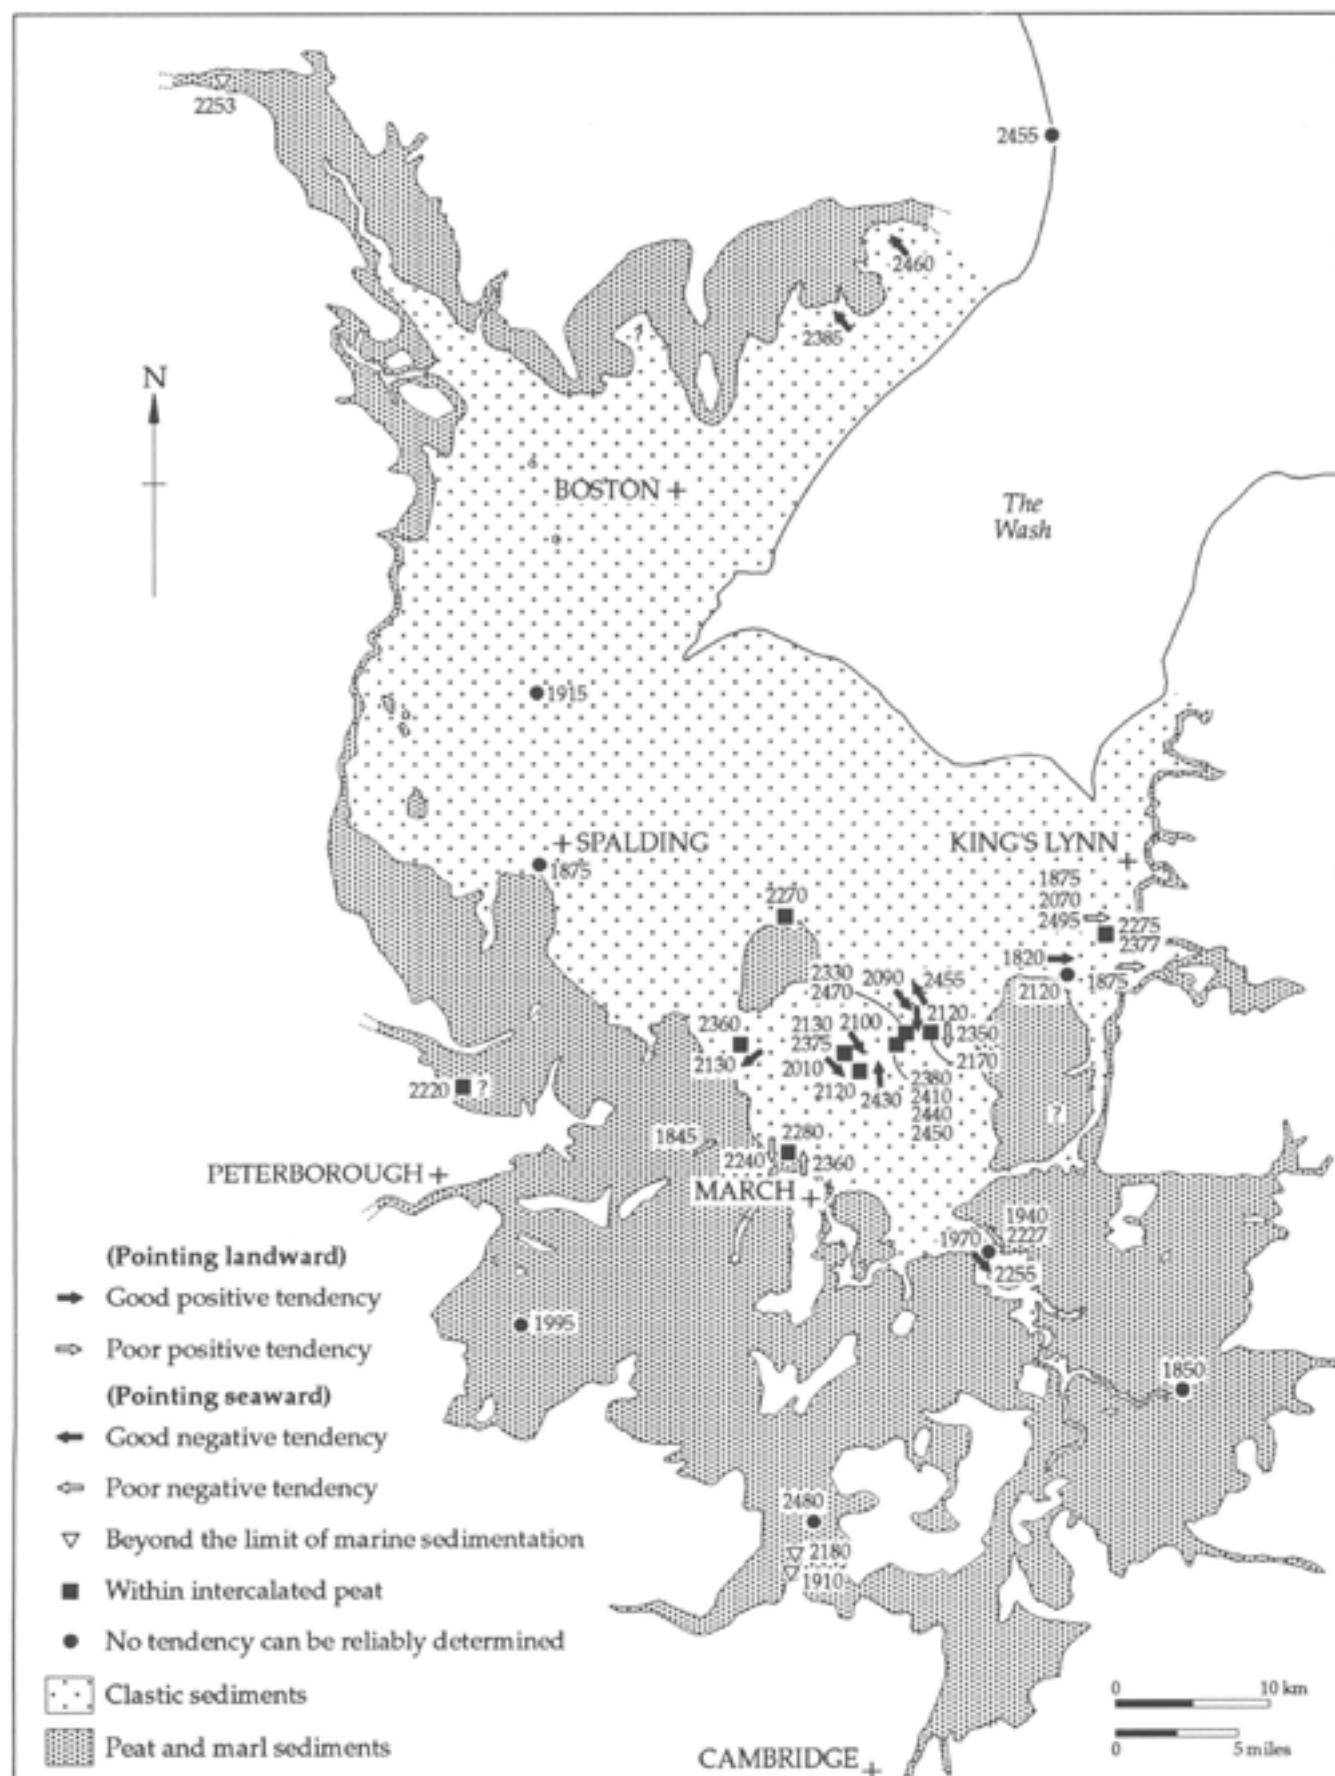 2253
2455
2460
2385
?
N
BOSTON
The
Wash
1915
SPALDING
1875
KING'S LYNN
1875
2070
2495
2275
2377
2270
1820
2120
1875
2330
2470
2090
2455
2120
2360
2130
2130
2375
2100
2350
2170
2010
2120
2430
2380
2410
2440
2450
2220 ?
?
1845
2280
2240
2360
PETERBOROUGH
MARCH
1940
2227
1970
2255
(Pointing landward)
Good positive tendency
Poor positive tendency
(Pointing seaward)
Good negative tendency
Poor negative tendency
Beyond the limit of marine sedimentation
Within intercalated peat
No tendency can be reliably determined
Clastic sediments
Peat and marl sediments
1995
1850
2480
2180
1910
0 10 km
0 5 miles
CAMBRIDGE